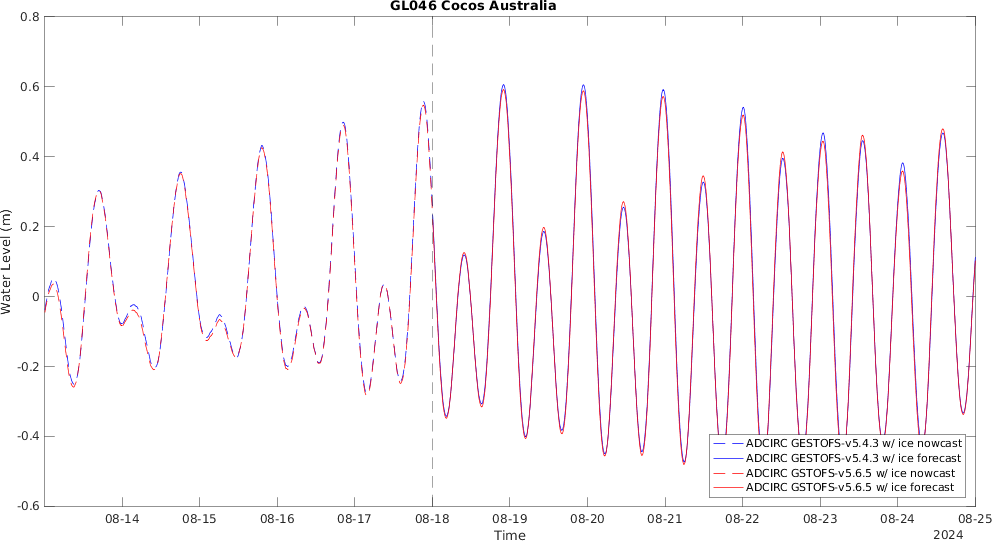 GL046 Cocos Australia
0.8
0.6
0.4
0.2
0
-0.2
-0.4
-0.6
Water Level (m)
ADCIRC GESTOFS-v5.4.3 w/ ice nowcast
ADCIRC GESTOFS-v5.4.3 w/ ice forecast
ADCIRC GSTOFS-v5.6.5 w/ ice nowcast
ADCIRC GSTOFS-v5.6.5 w/ ice forecast
08-14 08-15 08-16 08-17 08-18 08-19 08-20 08-21 08-22 08-23 08-24 08-25
Time
2024